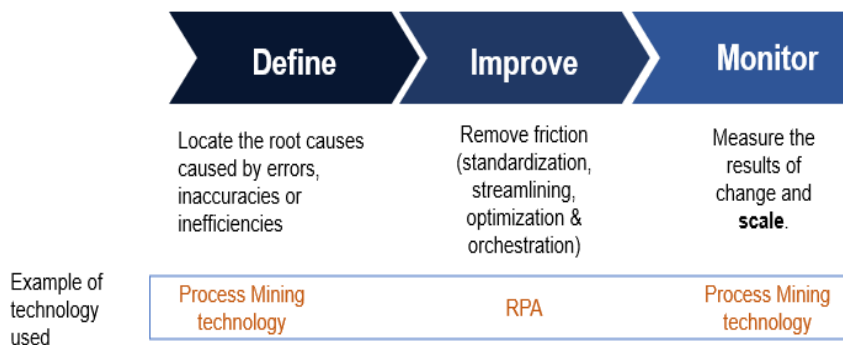 Define
Improve
Monitor
Locate the root causes
caused by errors,
inaccuracies or
inefficiencies
Remove friction
(standardization,
streamlining,
optimization &
orchestration)
Measure the
results of
change and
scale.
Example of
technology
used
Process Mining
technology
RPA
Process Mining
technology